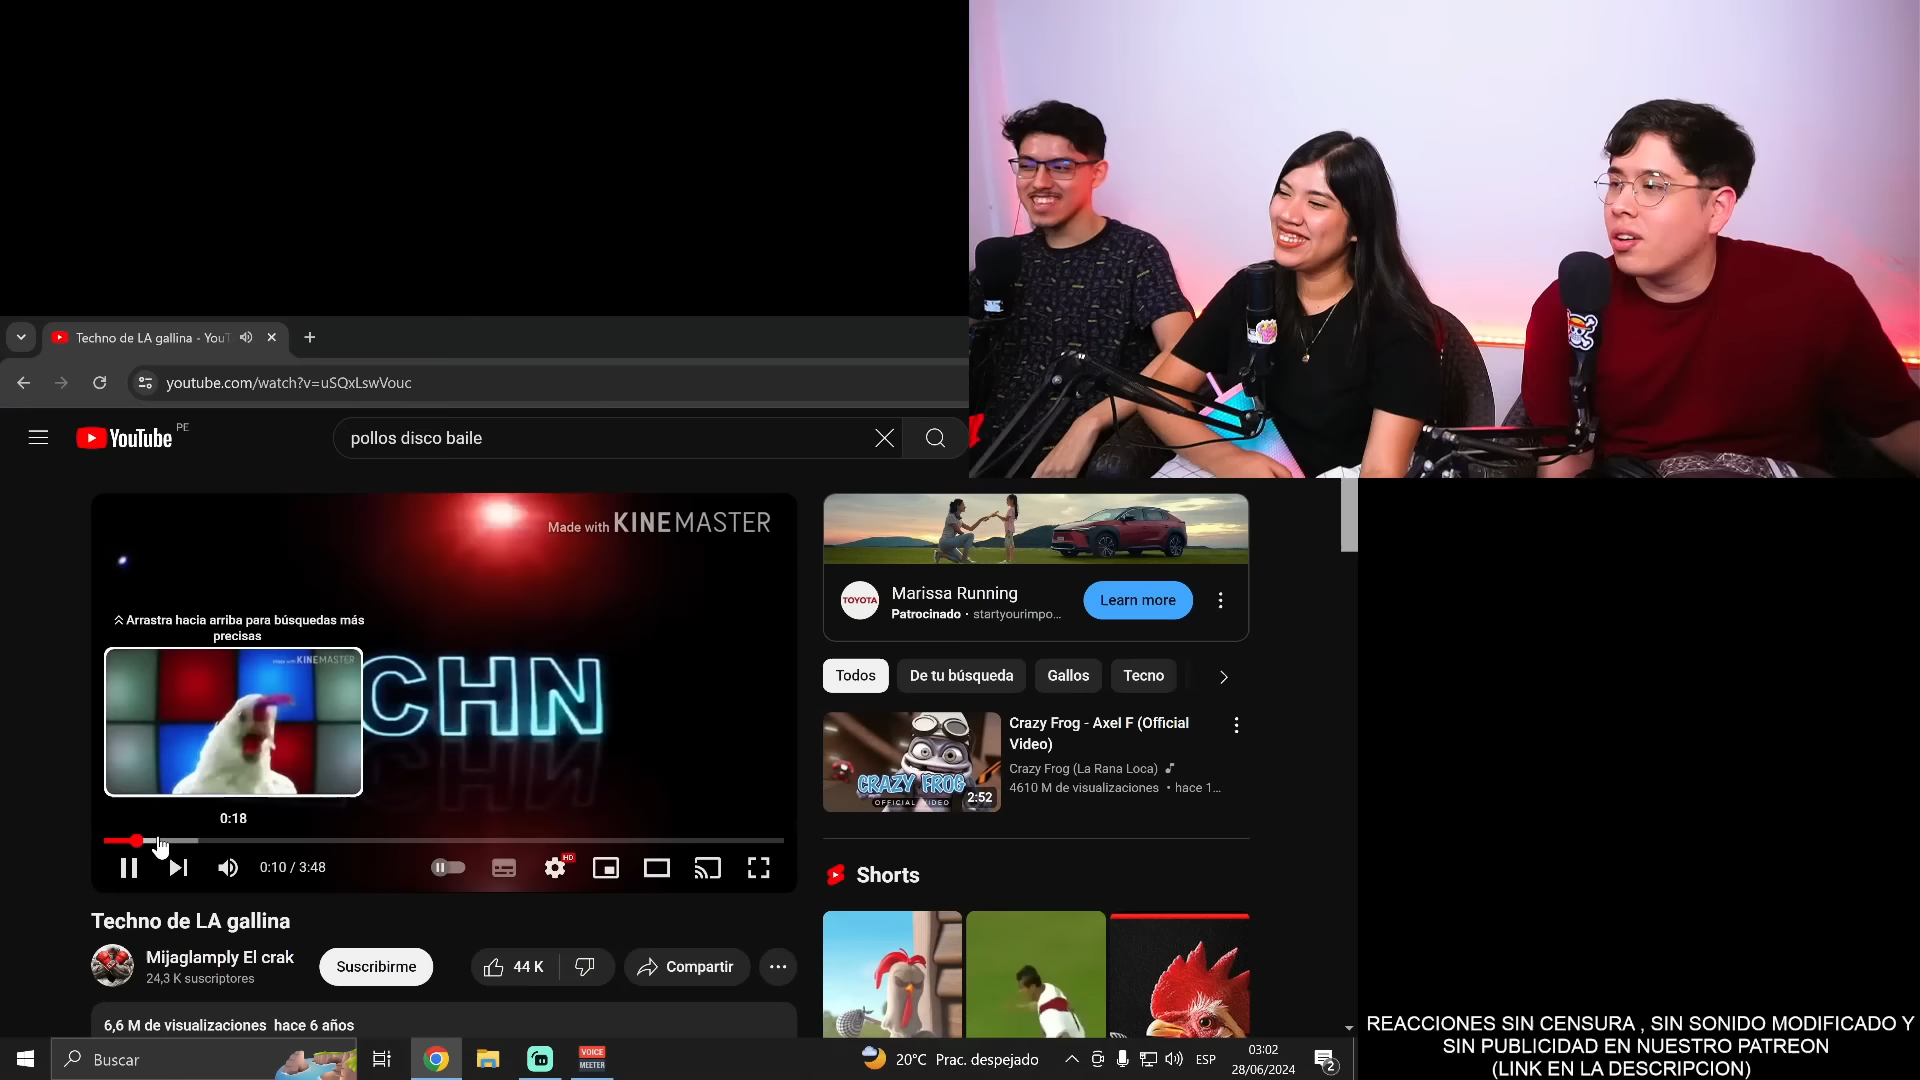 Techno de LA gallina - YouT
youtube.com/watch?v=uSQxLswVouc
YouTube PE
pollos disco baile
Made with KINEMASTER
Arrastra hacia arriba para búsquedas más
precisas
Made with KINEMASTER
CHN
0:18
0:10 / 3:48
HD
Techno de LA gallina
Mijaglamply El crak
24,3 K suscriptores
Suscribirme
44 K
Compartir
6,6 M de visualizaciones hace 6 años
TOYOTA
Marissa Running
Patrocinado · startyourimpo...
Learn more
Todos
De tu búsqueda
Gallos
Tecno
CRAZY FROG
OFFICIAL VIDEO
2:52
Crazy Frog - Axel F (Official
Video)
Crazy Frog (La Rana Loca)
4610 M de visualizaciones • hace 1...
Shorts
Buscar
VOICE
MEETER
20°C Prac. despejado
ESP
03:02
28/06/2024
2
REACCIONES SIN CENSURA , SIN SONIDO MODIFICADO Y
SIN PUBLICIDAD EN NUESTRO PATREON
(LINK EN LA DESCRIPCION)